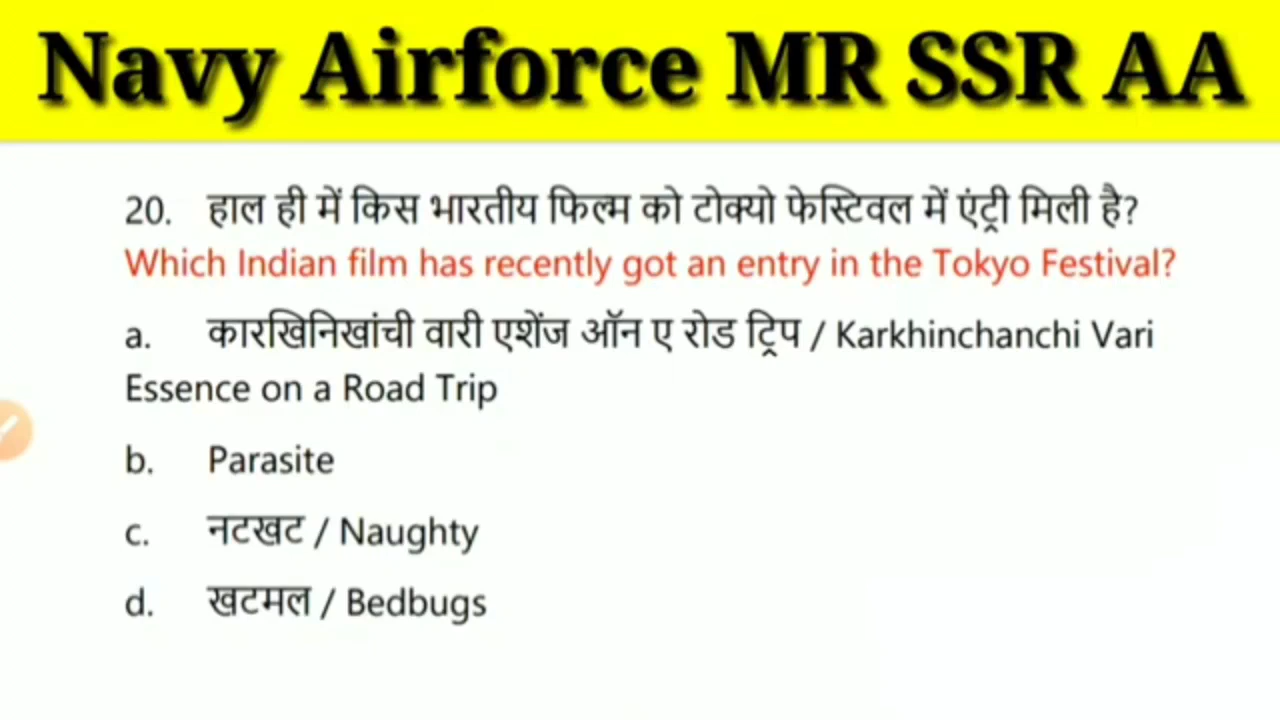 Navy Airforce MR SSR AA
20. हाल ही में किस भारतीय फिल्म को टोक्यो फेस्टिवल में एंट्री मिली है?
Which Indian film has recently got an entry in the Tokyo Festival?
a. कारखिनिखांची वारी एशेंज ऑन ए रोड ट्रिप / Karkhinchanchi Vari
Essence on a Road Trip
b. Parasite
c. नटखट / Naughty
d. खटमल / Bedbugs